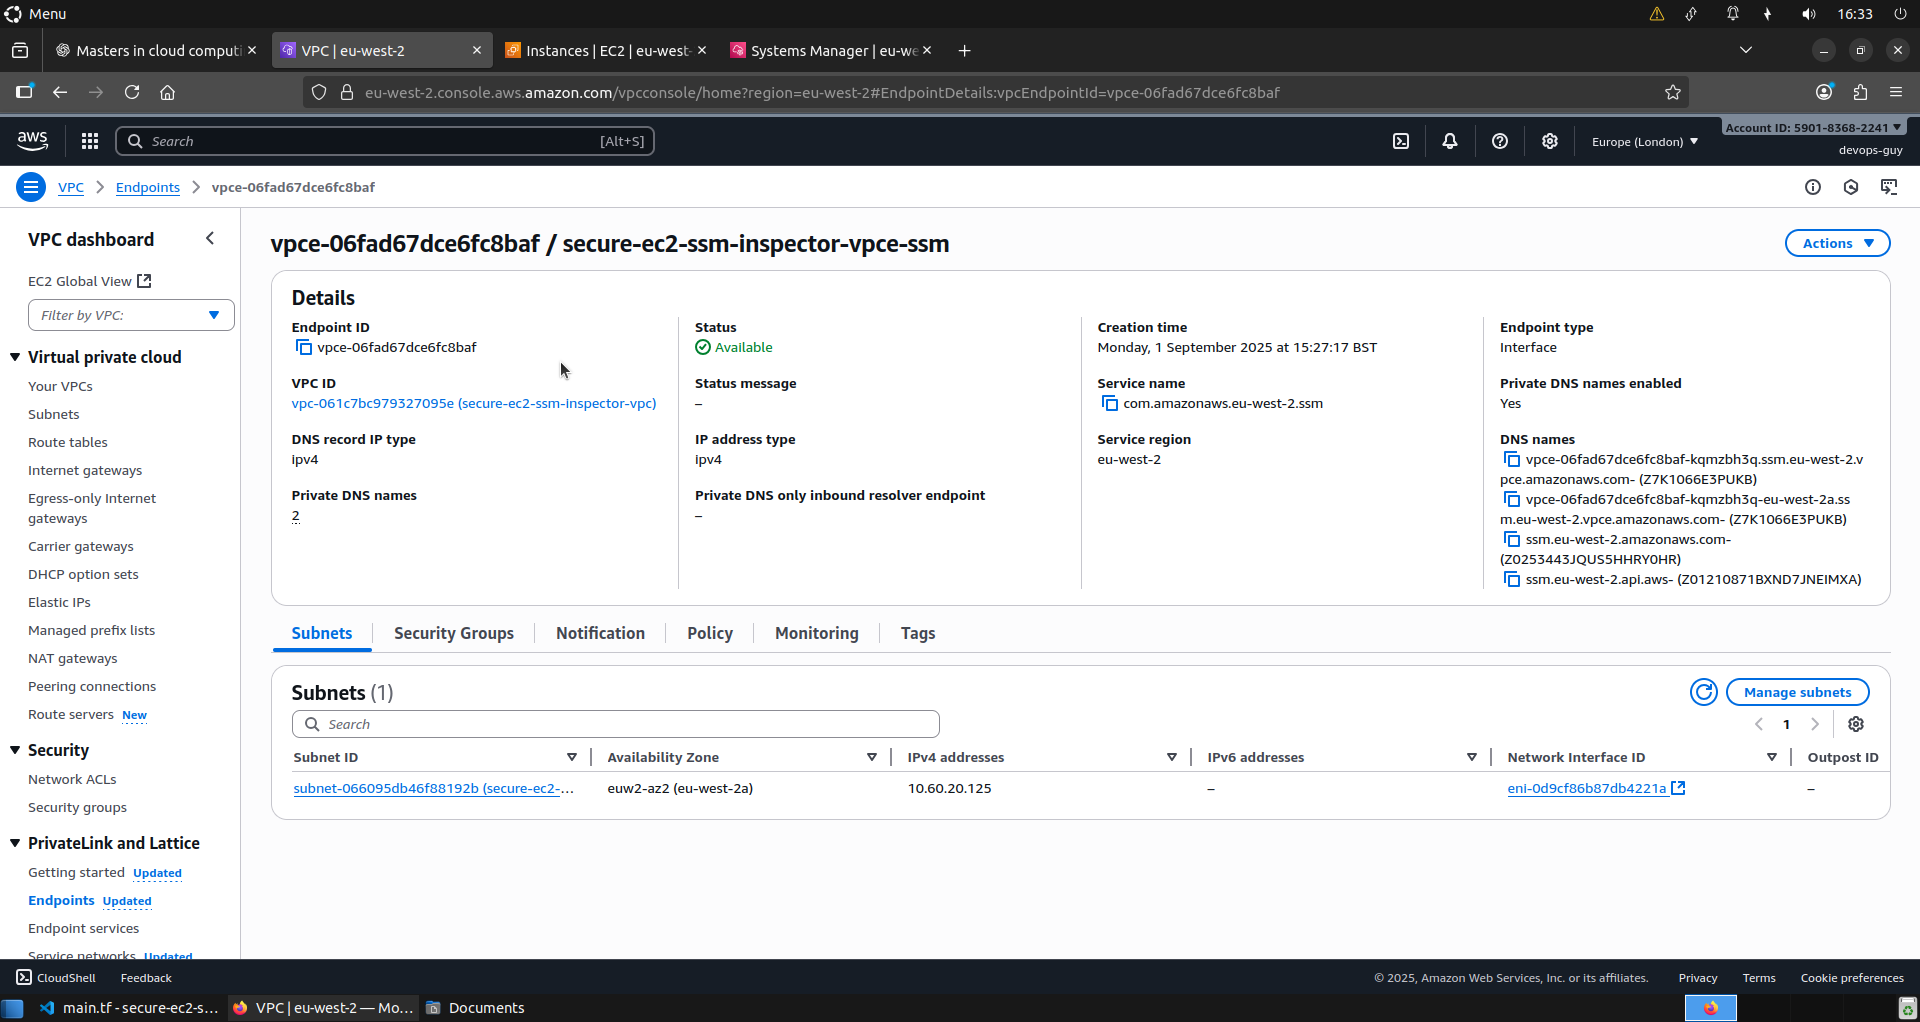 Menu
16:33
Masters in cloud computi
VPC | eu-west-2
Instances | EC2 | eu-west-
Systems Manager | eu-we
eu-west-2.console.aws.amazon.com/vpcconsole/home?region=eu-west-2#EndpointDetails:vpcEndpointId=vpce-06fad67dce6fc8baf
aws
Search
[Alt+S]
Europe (London)
Account ID: 5901-8368-2241
devops-guy
VPC
Endpoints
vpce-06fad67dce6fc8baf
VPC dashboard
EC2 Global View
Filter by VPC:
Virtual private cloud
Your VPCs
Subnets
Route tables
Internet gateways
Egress-only Internet
gateways
Carrier gateways
DHCP option sets
Elastic IPs
Managed prefix lists
NAT gateways
Peering connections
Route servers New
Security
Network ACLs
Security groups
PrivateLink and Lattice
Getting started Updated
Endpoints Updated
Endpoint services
Service networks Updated
vpce-06fad67dce6fc8baf / secure-ec2-ssm-inspector-vpce-ssm
Actions
Details
Endpoint ID
vpce-06fad67dce6fc8baf
VPC ID
vpc-061c7bc979327095e (secure-ec2-ssm-inspector-vpc)
DNS record IP type
ipv4
Private DNS names
2
Status
Available
Status message
–
IP address type
ipv4
Private DNS only inbound resolver endpoint
–
Creation time
Monday, 1 September 2025 at 15:27:17 BST
Service name
com.amazonaws.eu-west-2.ssm
Service region
eu-west-2
Endpoint type
Interface
Private DNS names enabled
Yes
DNS names
vpce-06fad67dce6fc8baf-kqmzbh3q.ssm.eu-west-2.v
pce.amazonaws.com- (Z7K1066E3PUKB)
vpce-06fad67dce6fc8baf-kqmzbh3q-eu-west-2a.ss
m.eu-west-2.vpce.amazonaws.com- (Z7K1066E3PUKB)
ssm.eu-west-2.amazonaws.com-
(Z0253443JQUS5HHRY0HR)
ssm.eu-west-2.api.aws- (Z01210871BXND7JNEIMXA)
Subnets
Security Groups
Notification
Policy
Monitoring
Tags
Subnets (1)
Manage subnets
Search
1
Subnet ID
Availability Zone
IPv4 addresses
IPv6 addresses
Network Interface ID
Outpost ID
subnet-066095db46f88192b (secure-ec2-...
euw2-az2 (eu-west-2a)
10.60.20.125
–
eni-0d9cf86b87db4221a
–
CloudShell
Feedback
© 2025, Amazon Web Services, Inc. or its affiliates.
Privacy
Terms
Cookie preferences
main.tf - secure-ec2-s...
VPC | eu-west-2 — Mo...
Documents